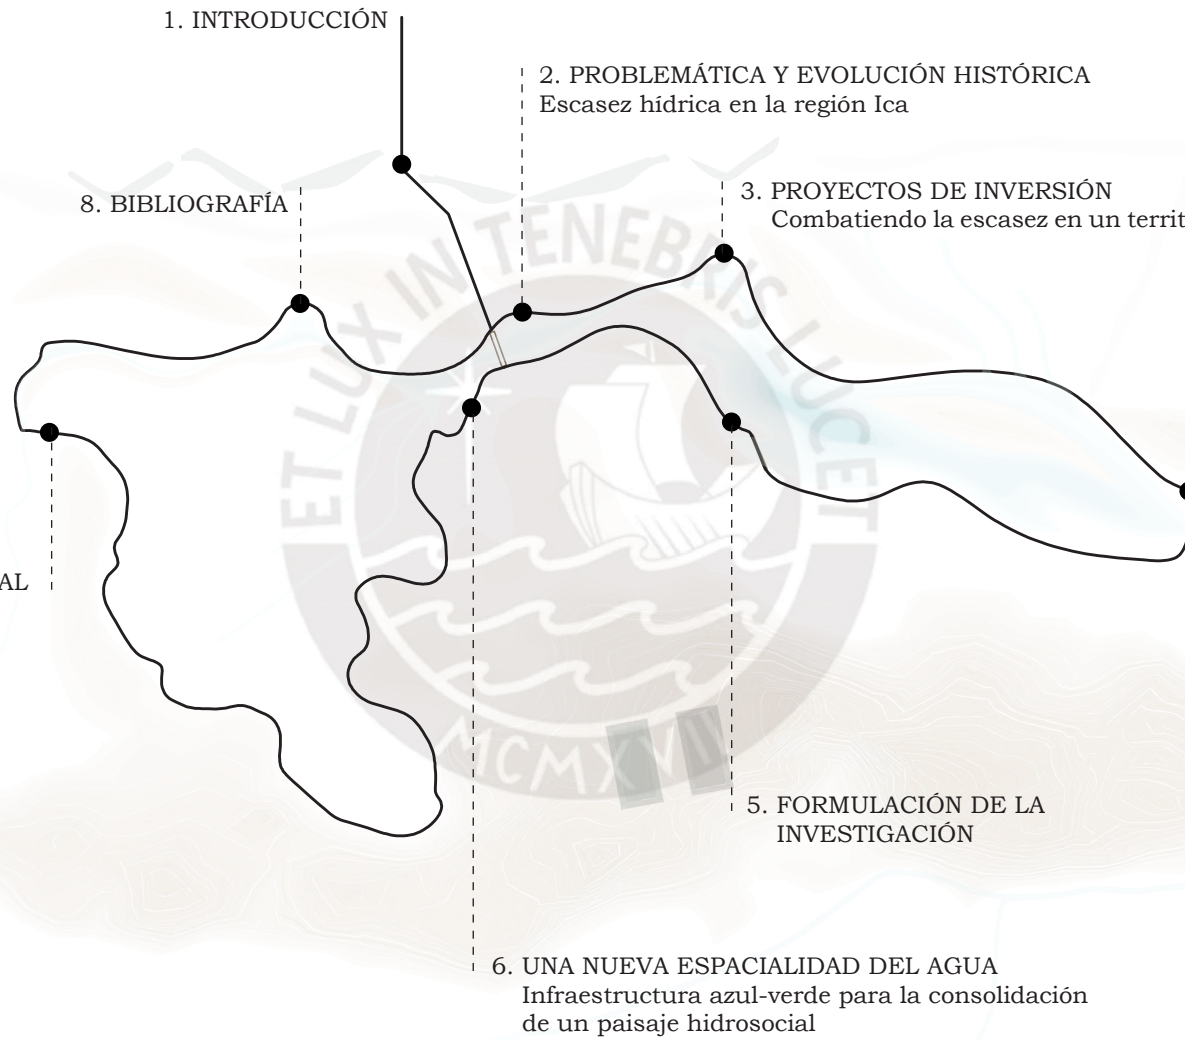 1. INTRODUCCIÓN
2. PROBLEMÁTICA Y EVOLUCIÓN HISTÓRICA
Escasez hídrica en la región Ica
3. PROYECTOS DE INVERSIÓN
Combatiendo la escasez en un territ
8. BIBLIOGRAFÍA
ET LUX IN TENEBRIS LUCET
AL
MCMXVII
5. FORMULACIÓN DE LA
INVESTIGACIÓN
6. UNA NUEVA ESPACIALIDAD DEL AGUA
Infraestructura azul-verde para la consolidación
de un paisaje hidrosocial